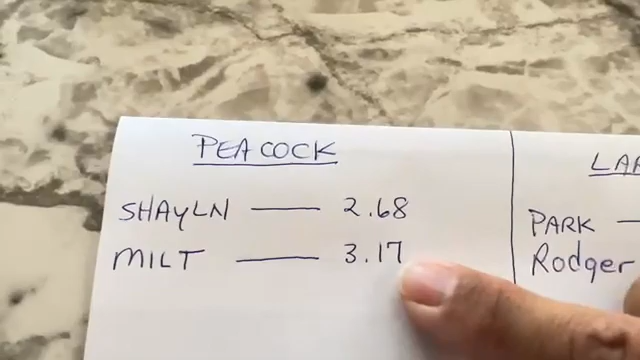 PEACOCK
SHAYLN — 2.68
MILT — 3.17
PARK —
Rodger